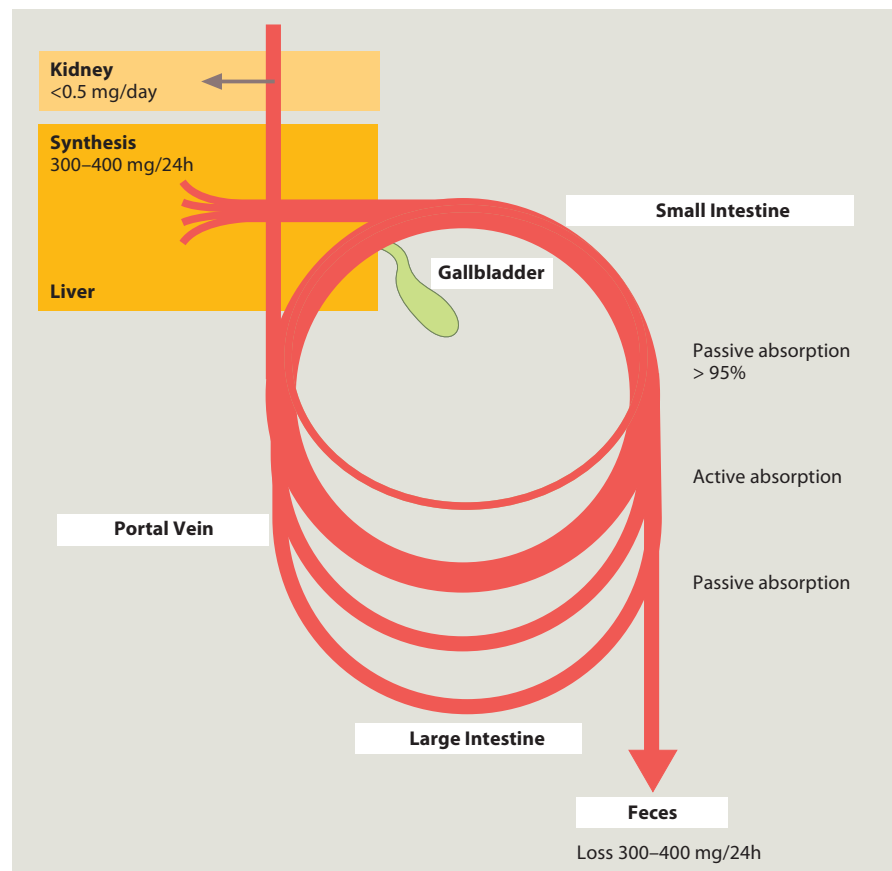 Kidney
<0.5 mg/day
Synthesis
300–400 mg/24h
Liver
Small Intestine
Gallbladder
Passive absorption
> 95%
Active absorption
Portal Vein
Passive absorption
Large Intestine
Feces
Loss 300–400 mg/24h